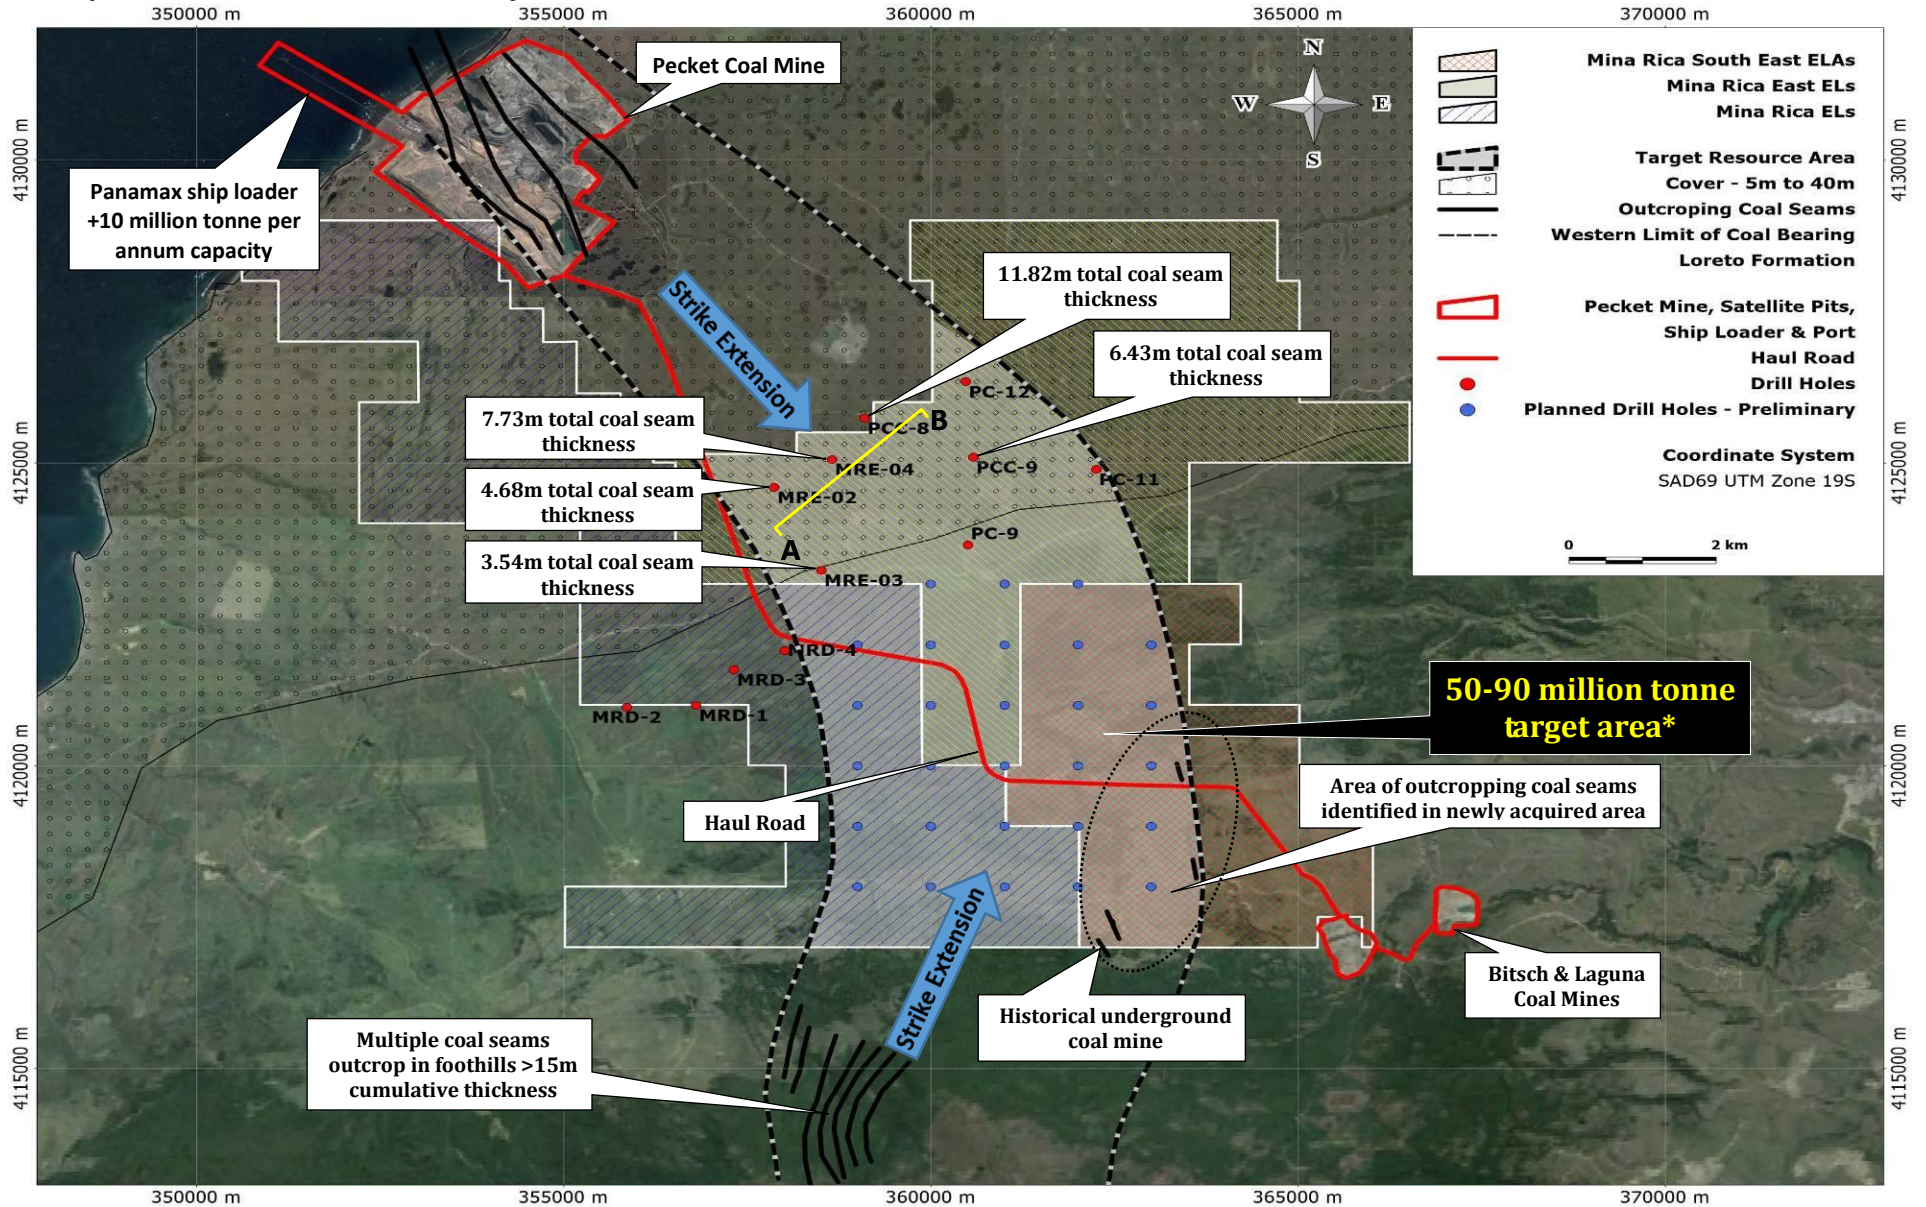 350000 m
355000 m
360000 m
365000 m
370000 m
4130000 m
4125000 m
4120000 m
4115000 m
Pecket Coal Mine
Panamax ship loader
+10 million tonne per
annum capacity
N
W
E
S
Mina Rica South East ELAs
Mina Rica East ELs
Mina Rica ELs
Target Resource Area
Cover - 5m to 40m
Outcroping Coal Seams
Western Limit of Coal Bearing
Loreto Formation
Pecket Mine, Satellite Pits,
Ship Loader & Port
Haul Road
Drill Holes
Planned Drill Holes - Preliminary
Coordinate System
SAD69 UTM Zone 19S
0
2 km
4130000 m
4125000 m
4120000 m
4115000 m
Strike Extension
11.82m total coal seam
thickness
6.43m total coal seam
thickness
7.73m total coal seam
thickness
4.68m total coal seam
thickness
3.54m total coal seam
thickness
PC-12
PCC-8
B
MRE-04
PCC-9
PC-11
MRE-02
A
PC-9
MRE-03
MRD-4
MRD-3
MRD-2
MRD-1
50-90 million tonne
target area*
Haul Road
Area of outcropping coal seams
identified in newly acquired area
Strike Extension
Bitsch & Laguna
Coal Mines
Historical underground
coal mine
Multiple coal seams
outcrop in foothills >15m
cumulative thickness
350000 m
355000 m
360000 m
365000 m
370000 m